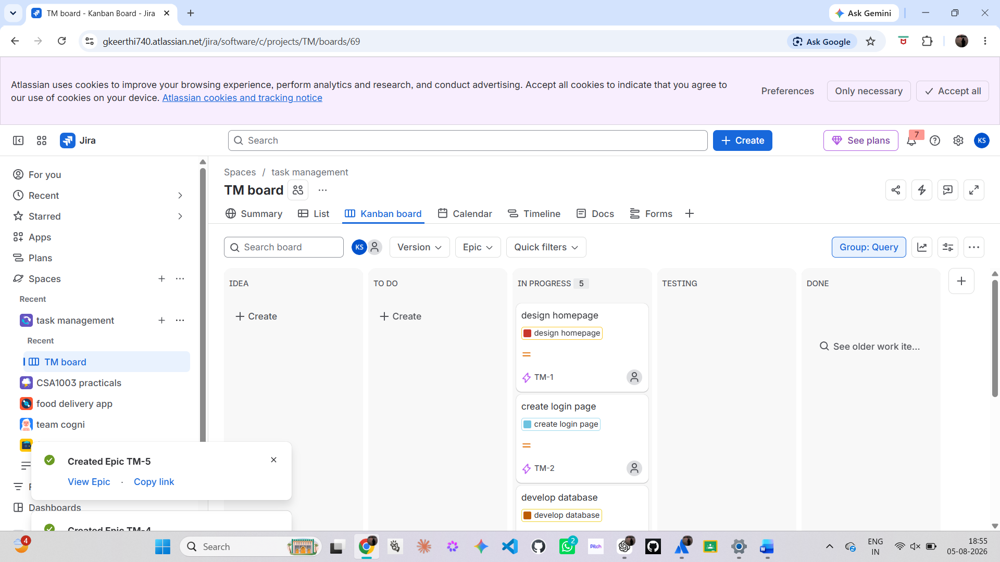 TM board - Kanban Board - Jira
Ask Gemini
gkeerthi740.atlassian.net/jira/software/c/projects/TM/boards/69
Ask Google
Atlassian uses cookies to improve your browsing experience, perform analytics and research, and conduct advertising. Accept all cookies to indicate that you agree to
our use of cookies on your device. Atlassian cookies and tracking notice
Preferences
Only necessary
Accept all
Jira
Search
Create
See plans
7
KS
For you
Recent
Starred
Apps
Plans
Spaces
Recent
task management
Recent
TM board
CSA1003 practicals
food delivery app
team cogni
Dashboards
Created Epic TM-5
View Epic · Copy link
Created Epic TM-4
Spaces / task management
TM board
Summary
List
Kanban board
Calendar
Timeline
Docs
Forms
Search board
KS
Version
Epic
Quick filters
Group: Query
IDEA
Create
TO DO
Create
IN PROGRESS 5
design homepage
design homepage
TM-1
create login page
create login page
TM-2
develop database
develop database
TESTING
DONE
See older work ite...
4
Search
2
Pitch
ENG
IN
18:55
05-08-2026